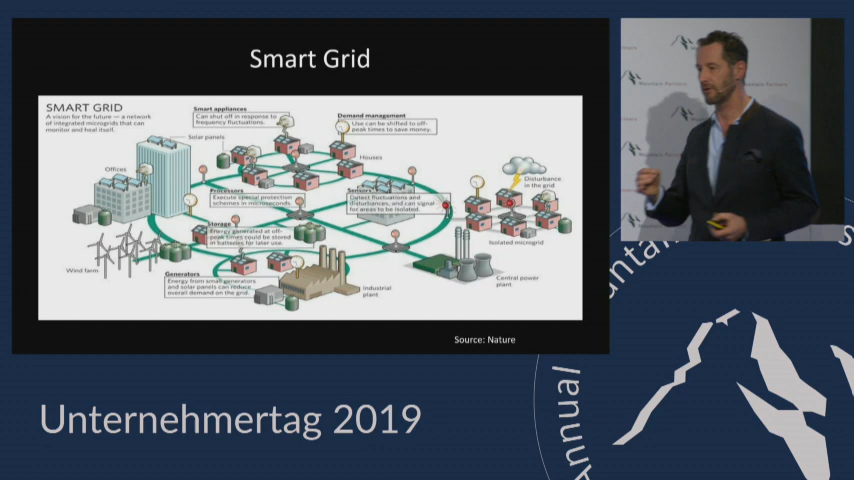 Smart Grid
SMART GRID
A vision for the future — a network
of integrated microgrids that can
monitor and heal itself.
Smart appliances
Can shut off in response to
frequency fluctuations.
Demand management
Use can be shifted to off-
peak times to save money.
Solar panels
Houses
Offices
Processors
Execute special protection
schemes in microseconds.
Sensors
Detect fluctuations and
disturbances, and can signal
for areas to be isolated.
Disturbance
in the grid
Storage
Energy generated at off-
peak times could be stored
in batteries for later use.
Isolated microgrid
Wind farm
Generators
Energy from small generators
and solar panels can reduce
overall demand on the grid.
Industrial
plant
Central power
plant
Source: Nature
Mountain Partners
Unternehmertag 2019
Annual